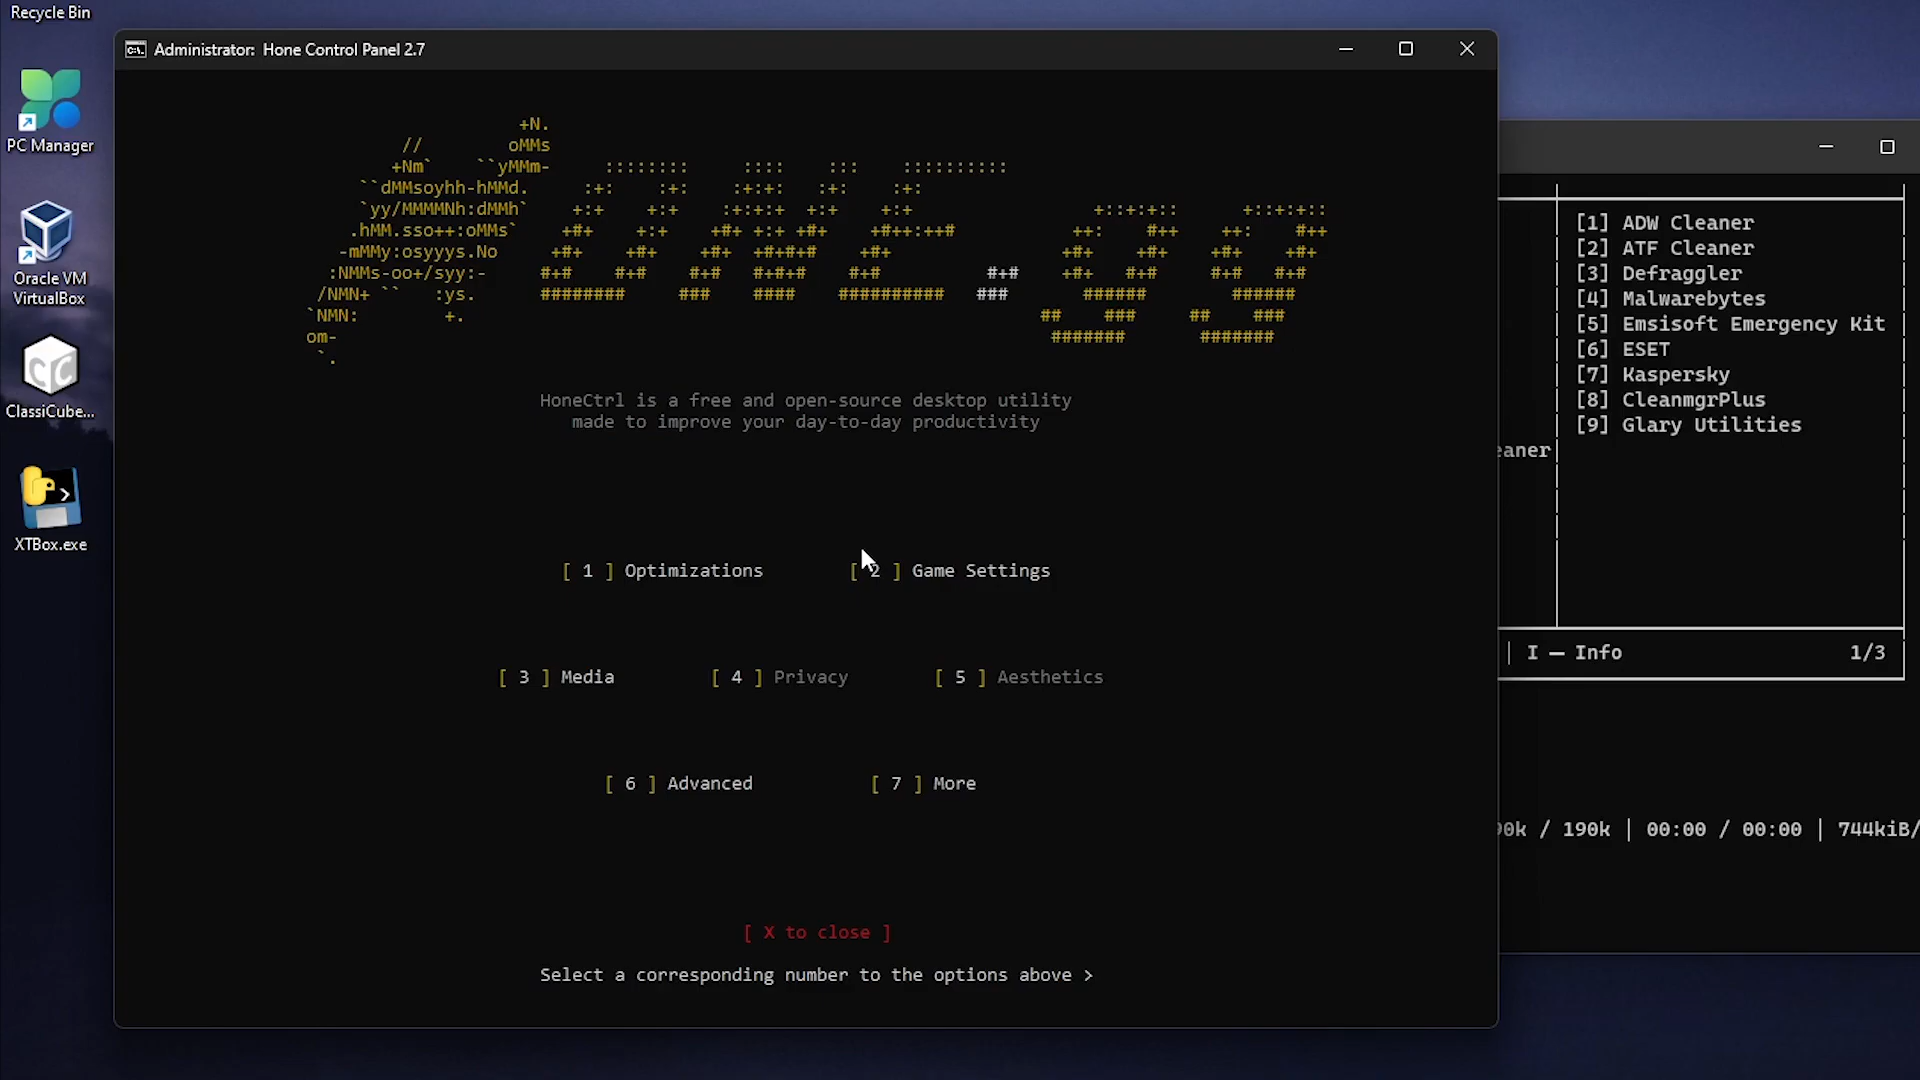 Recycle Bin
PC Manager
Oracle VM
VirtualBox
ClassiCube...
XTBox.exe
Administrator: Hone Control Panel 2.7
HoneCtrl is a free and open-source desktop utility
made to improve your day-to-day productivity
[ 1 ] Optimizations
[ 2 ] Game Settings
[ 3 ] Media
[ 4 ] Privacy
[ 5 ] Aesthetics
[ 6 ] Advanced
[ 7 ] More
[ X to close ]
Select a corresponding number to the options above >
[1] ADW Cleaner
[2] ATF Cleaner
[3] Defraggler
[4] Malwarebytes
[5] Emsisoft Emergency Kit
[6] ESET
[7] Kaspersky
[8] CleanmgrPlus
[9] Glary Utilities
eaner
I — Info 1/3
0k / 190k | 00:00 / 00:00 | 744kiB/